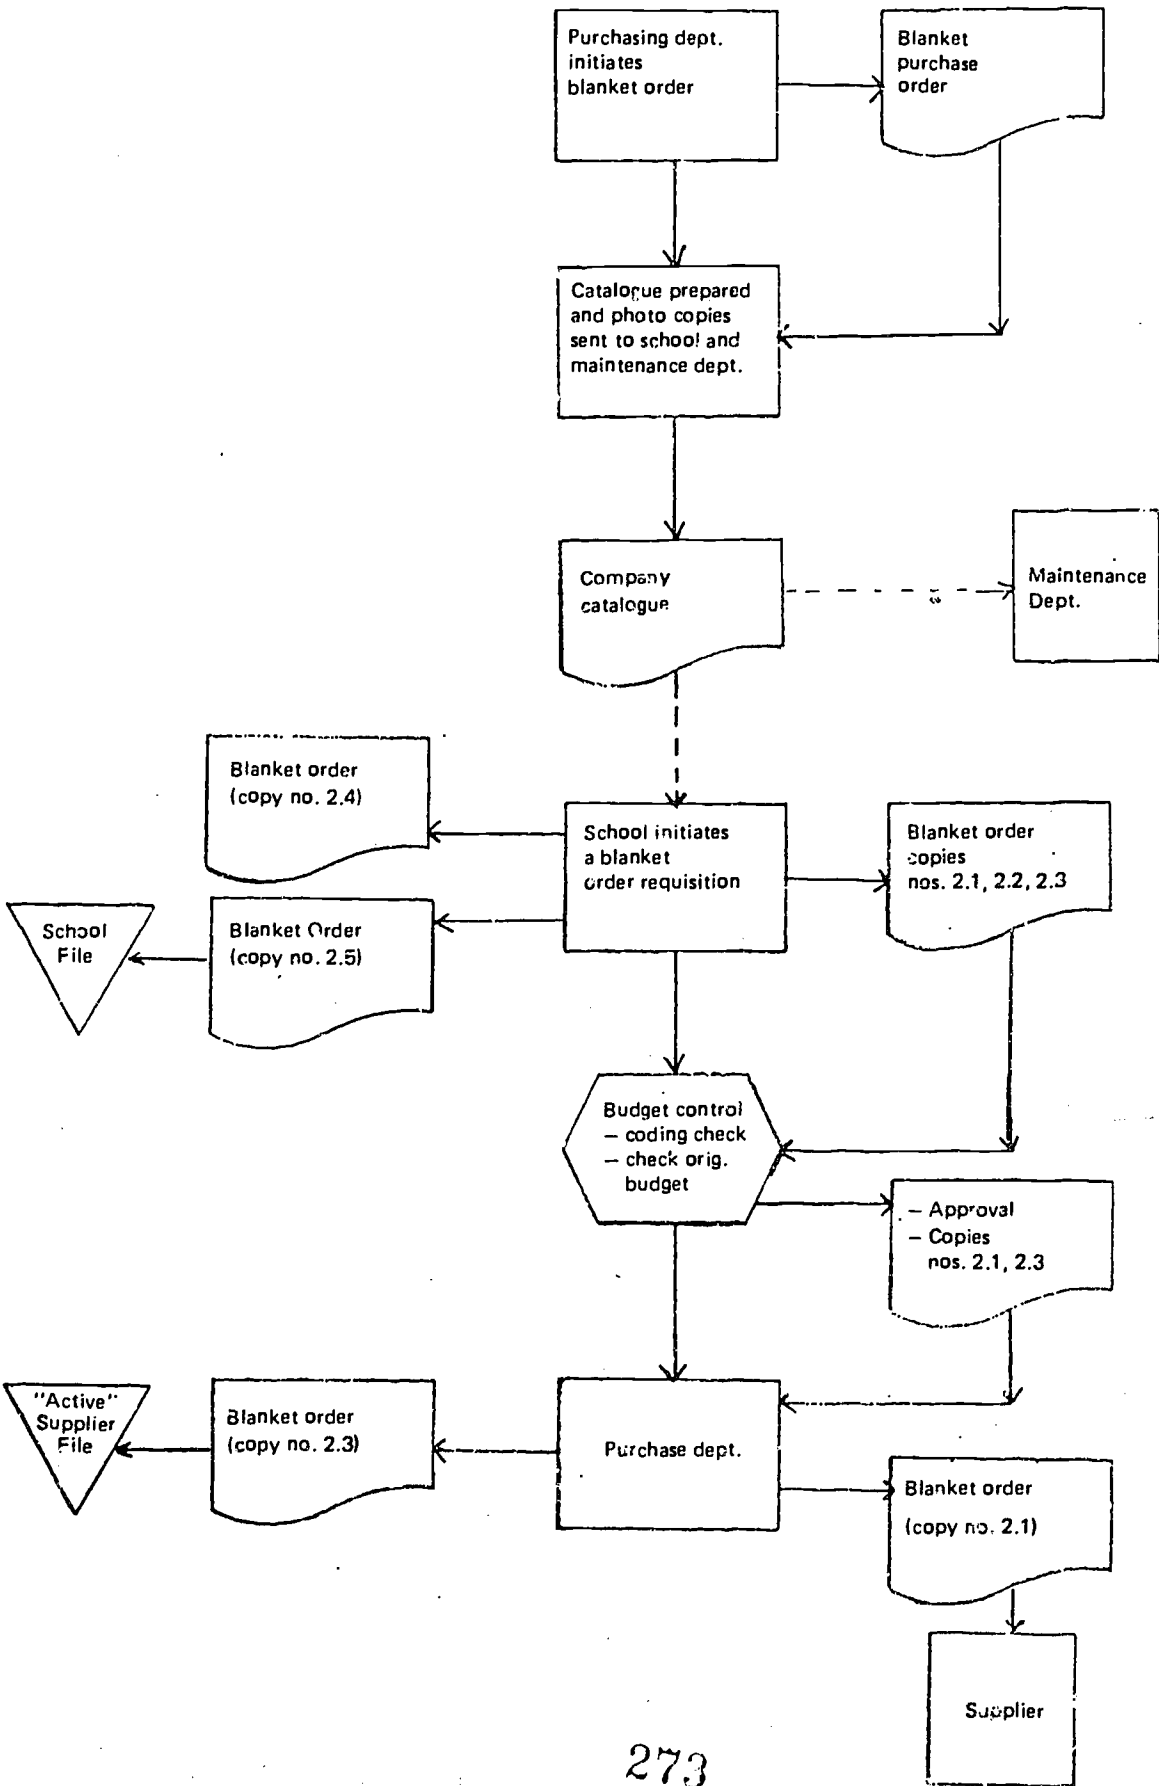 Purchasing dept.
initiates
blanket order
Blanket
purchase
order
Catalogue prepared
and photo copies
sent to school and
maintenance dept.
Company
catalogue
Maintenance
Dept.
Blanket order
(copy no. 2.4)
School initiates
a blanket
order requisition
Blanket order
copies
nos. 2.1, 2.2, 2.3
School
File
Blanket Order
(copy no. 2.5)
Budget control
– coding check
– check orig.
budget
– Approval
– Copies
nos. 2.1, 2.3
"Active"
Supplier
File
Blanket order
(copy no. 2.3)
Purchase dept.
Blanket order
(copy no. 2.1)
Supplier
273